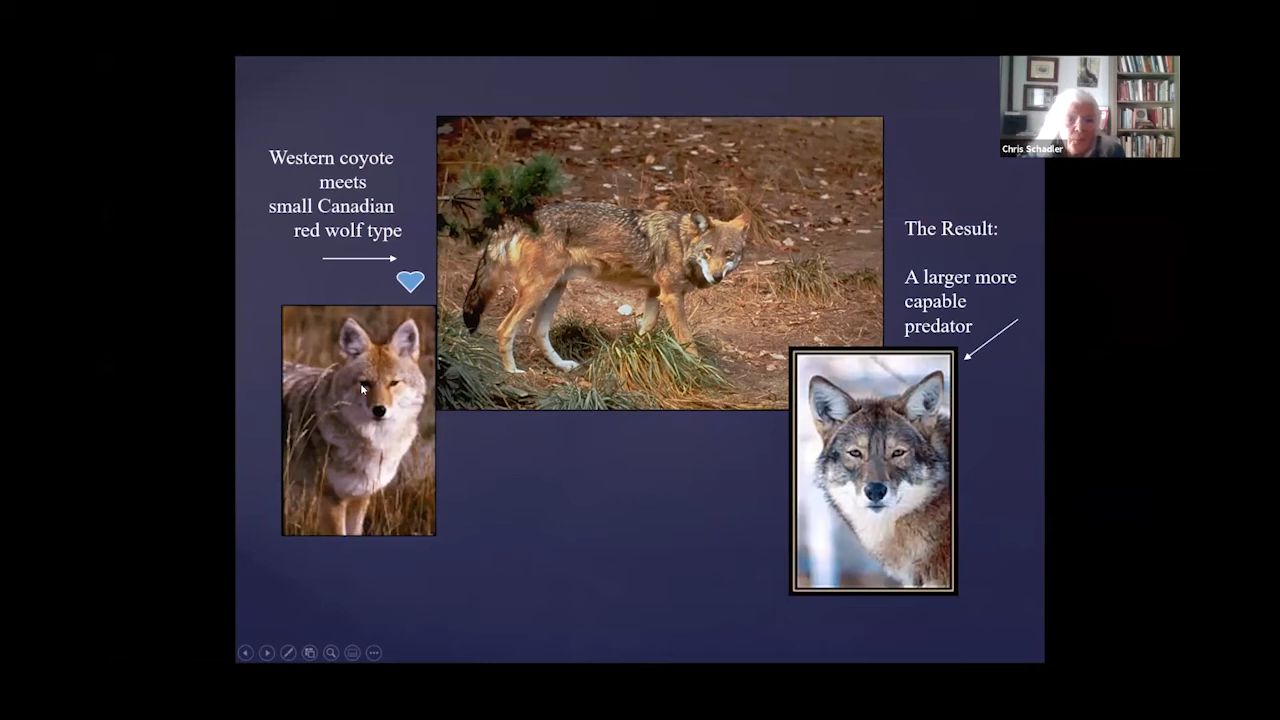 Western coyote
meets
small Canadian
red wolf type
The Result:
A larger more
capable
predator
Chris Schadler